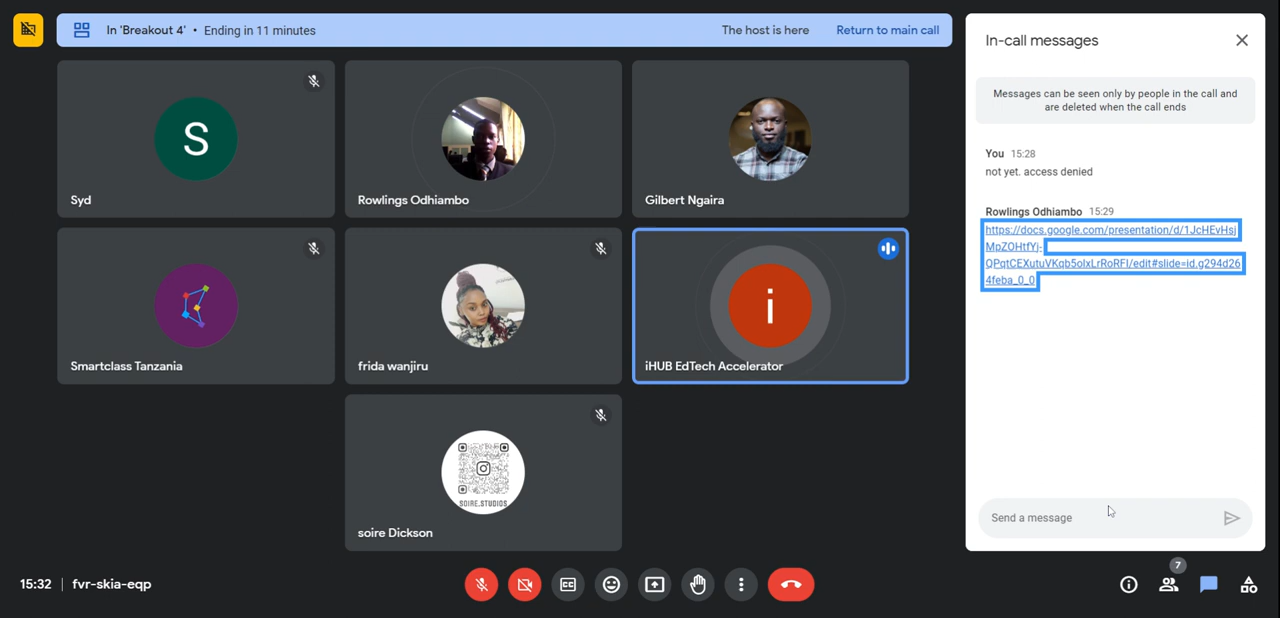 In 'Breakout 4' • Ending in 11 minutes
The host is here
Return to main call
S
Syd
Rowlings Odhiambo
Gilbert Ngaira
Smartclass Tanzania
frida wanjiru
i
iHUB EdTech Accelerator
SOIRE.STUDIOS
soire Dickson
In-call messages
Messages can be seen only by people in the call and
are deleted when the call ends
You 15:28
not yet. access denied
Rowlings Odhiambo 15:29
https://docs.google.com/presentation/d/1JcHEvHsj
MpZOHtfYj-
QPqtCEXutuVKqb5olxLrRoRFI/edit#slide=id.g294d26
4feba_0_0
Send a message
15:32 | fvr-skia-eqp
7